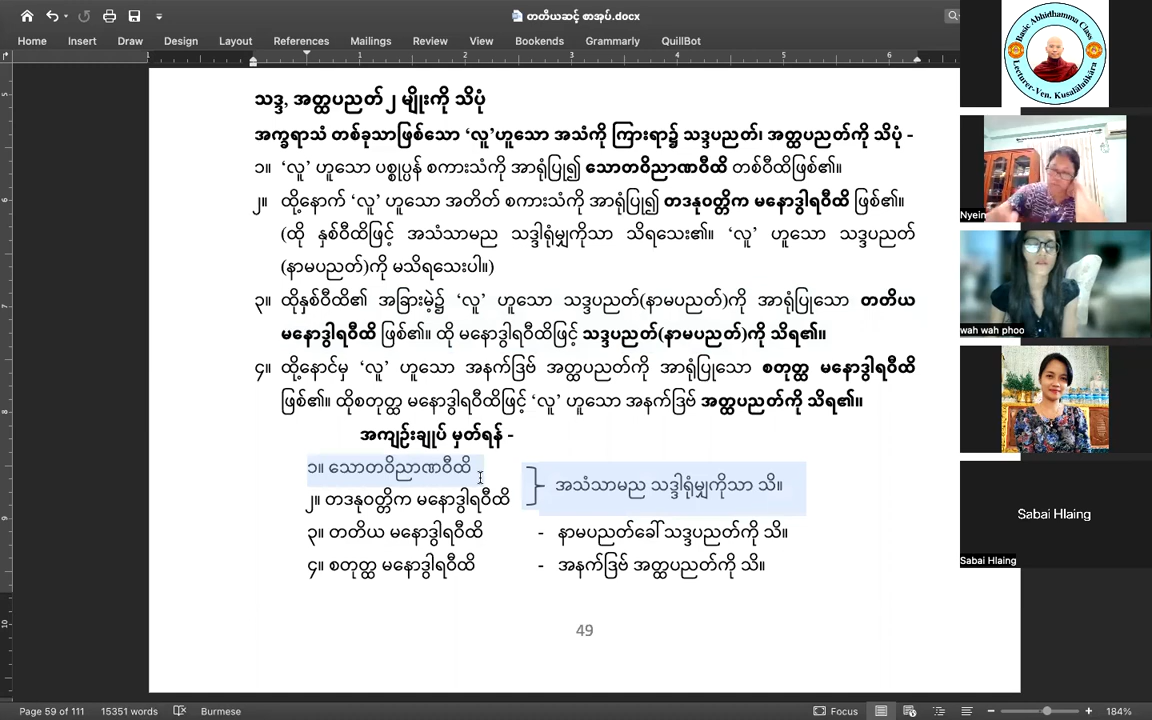 တတိယဆင့် စာအုပ်.docx
Home Insert Draw Design Layout References Mailings Review View Bookends Grammarly QuillBot
1 2 3 4 5 6
သဒ္ဒ, အတ္ထပညတ် ၂ မျိုးကို သိပုံ
အက္ခရာသံ တစ်ခုသာဖြစ်သော ‘လူ’ဟူသော အသံကို ကြားရာ၌ သဒ္ဒပညတ်၊ အတ္ထပညတ်ကို သိပုံ -
၁။ ‘လူ’ ဟူသော ပစ္စုပ္ပန် စကားသံကို အာရုံပြု၍ သောတဝိညာဏဝီထိ တစ်ဝီထိဖြစ်၏။
၂။ ထို့နောက် ‘လူ’ ဟူသော အတိတ် စကားသံကို အာရုံပြု၍ တဒနုဝတ္တိက မနောဒွါရဝီထိ ဖြစ်၏။
(ထို နှစ်ဝီထိဖြင့် အသံသာမည သဒ္ဒါရုံမျှကိုသာ သိရသေး၏။ ‘လူ’ ဟူသော သဒ္ဒပညတ်
(နာမပညတ်)ကို မသိရသေးပါ။)
၃။ ထိုနှစ်ဝီထိ၏ အခြားမဲ့၌ ‘လူ’ ဟူသော သဒ္ဒပညတ်(နာမပညတ်)ကို အာရုံပြုသော တတိယ
မနောဒွါရဝီထိ ဖြစ်၏။ ထို မနောဒွါရဝီထိဖြင့် သဒ္ဒပညတ်(နာမပညတ်)ကို သိရ၏။
၄။ ထို့နောင်မှ ‘လူ’ ဟူသော အနက်ဒြဗ် အတ္ထပညတ်ကို အာရုံပြုသော စတုတ္ထ မနောဒွါရဝီထိ
ဖြစ်၏။ ထိုစတုတ္ထ မနောဒွါရဝီထိဖြင့် ‘လူ’ ဟူသော အနက်ဒြဗ် အတ္ထပညတ်ကို သိရ၏။
အကျဉ်းချုပ် မှတ်ရန် -
၁။ သောတဝိညာဏဝီထိ
အသံသာမည သဒ္ဒါရုံမျှကိုသာ သိ။
၂။ တဒနုဝတ္တိက မနောဒွါရဝီထိ
၃။ တတိယ မနောဒွါရဝီထိ - နာမပညတ်ခေါ် သဒ္ဒပညတ်ကို သိ။
၄။ စတုတ္ထ မနောဒွါရဝီထိ - အနက်ဒြဗ် အတ္ထပညတ်ကို သိ။
49
Page 59 of 111 15351 words Burmese Focus 184%
Basic Abhidhamma Class
Lecturer-Ven. Kusalālaṅkāra
Nyein
wah wah phoo
Sabai Hlaing
Sabai Hlaing